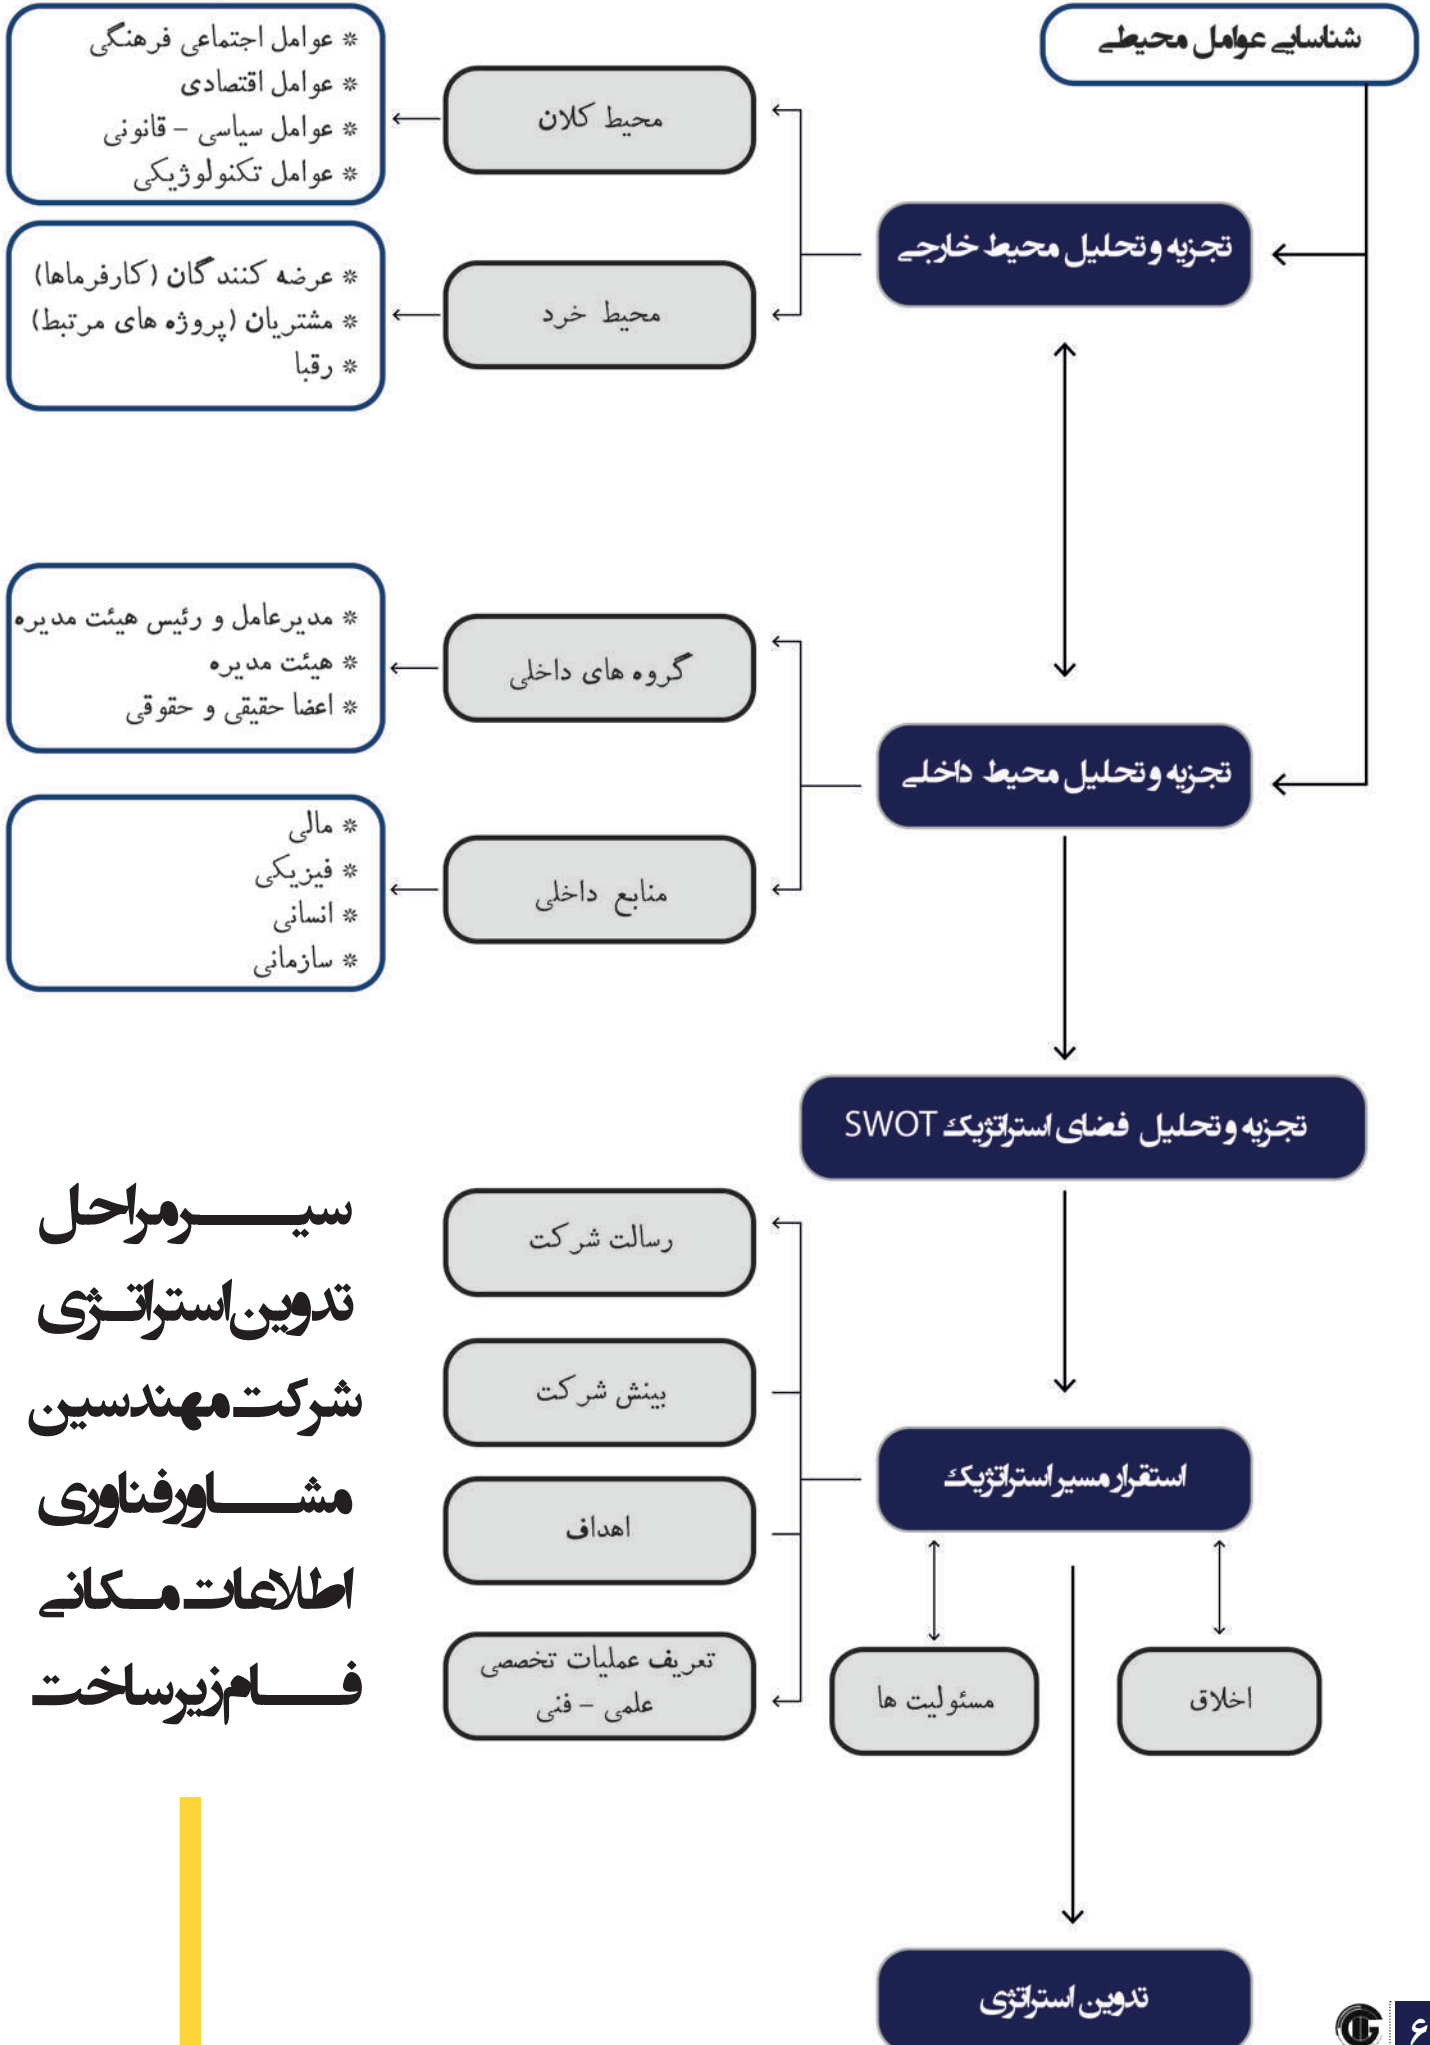 شناسایی عوامل محیطی
تجزیه و تحلیل محیط خارجی
محیط کلان
* عوامل اجتماعی فرهنگی
* عوامل اقتصادی
* عوامل سیاسی – قانونی
* عوامل تکنولوژیکی
محیط خرد
* عرضه کنندگان (کارفرماها)
* مشتریان (پروژه های مرتبط)
* رقبا
تجزیه و تحلیل محیط داخلی
گروه های داخلی
* مدیرعامل و رئیس هیئت مدیره
* هیئت مدیره
* اعضا حقیقی و حقوقی
منابع داخلی
* مالی
* فیزیکی
* انسانی
* سازمانی
تجزیه و تحلیل فضای استراتژیک SWOT
استقرار مسیر استراتژیک
رسالت شرکت
بینش شرکت
اهداف
تعریف عملیات تخصصی
علمی – فنی
اخلاق
مسئولیت ها
تدوین استراتژی
سیر مراحل
تدوین استراتژی
شرکت مهندسین
مشاور فناوری
اطلاعات مکانی
فام زیرساخت
۶